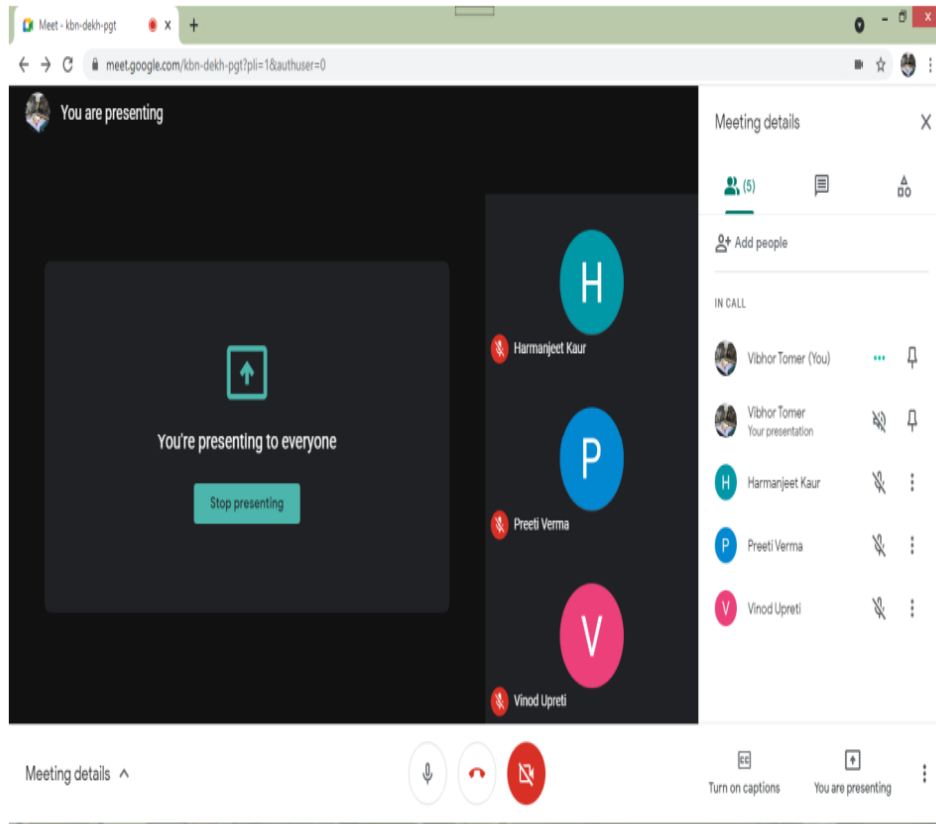 Meet - kbn-dekh-pgt
meet.google.com/kbn-dekh-pgt?pli=1&authuser=0
You are presenting
You're presenting to everyone
Stop presenting
H
Harmanjeet Kaur
P
Preeti Verma
V
Vinod Upreti
Meeting details
(5)
Add people
IN CALL
Vibhor Tomer (You)
Vibhor Tomer
Your presentation
H Harmanjeet Kaur
P Preeti Verma
V Vinod Upreti
Meeting details
CC
Turn on captions
You are presenting